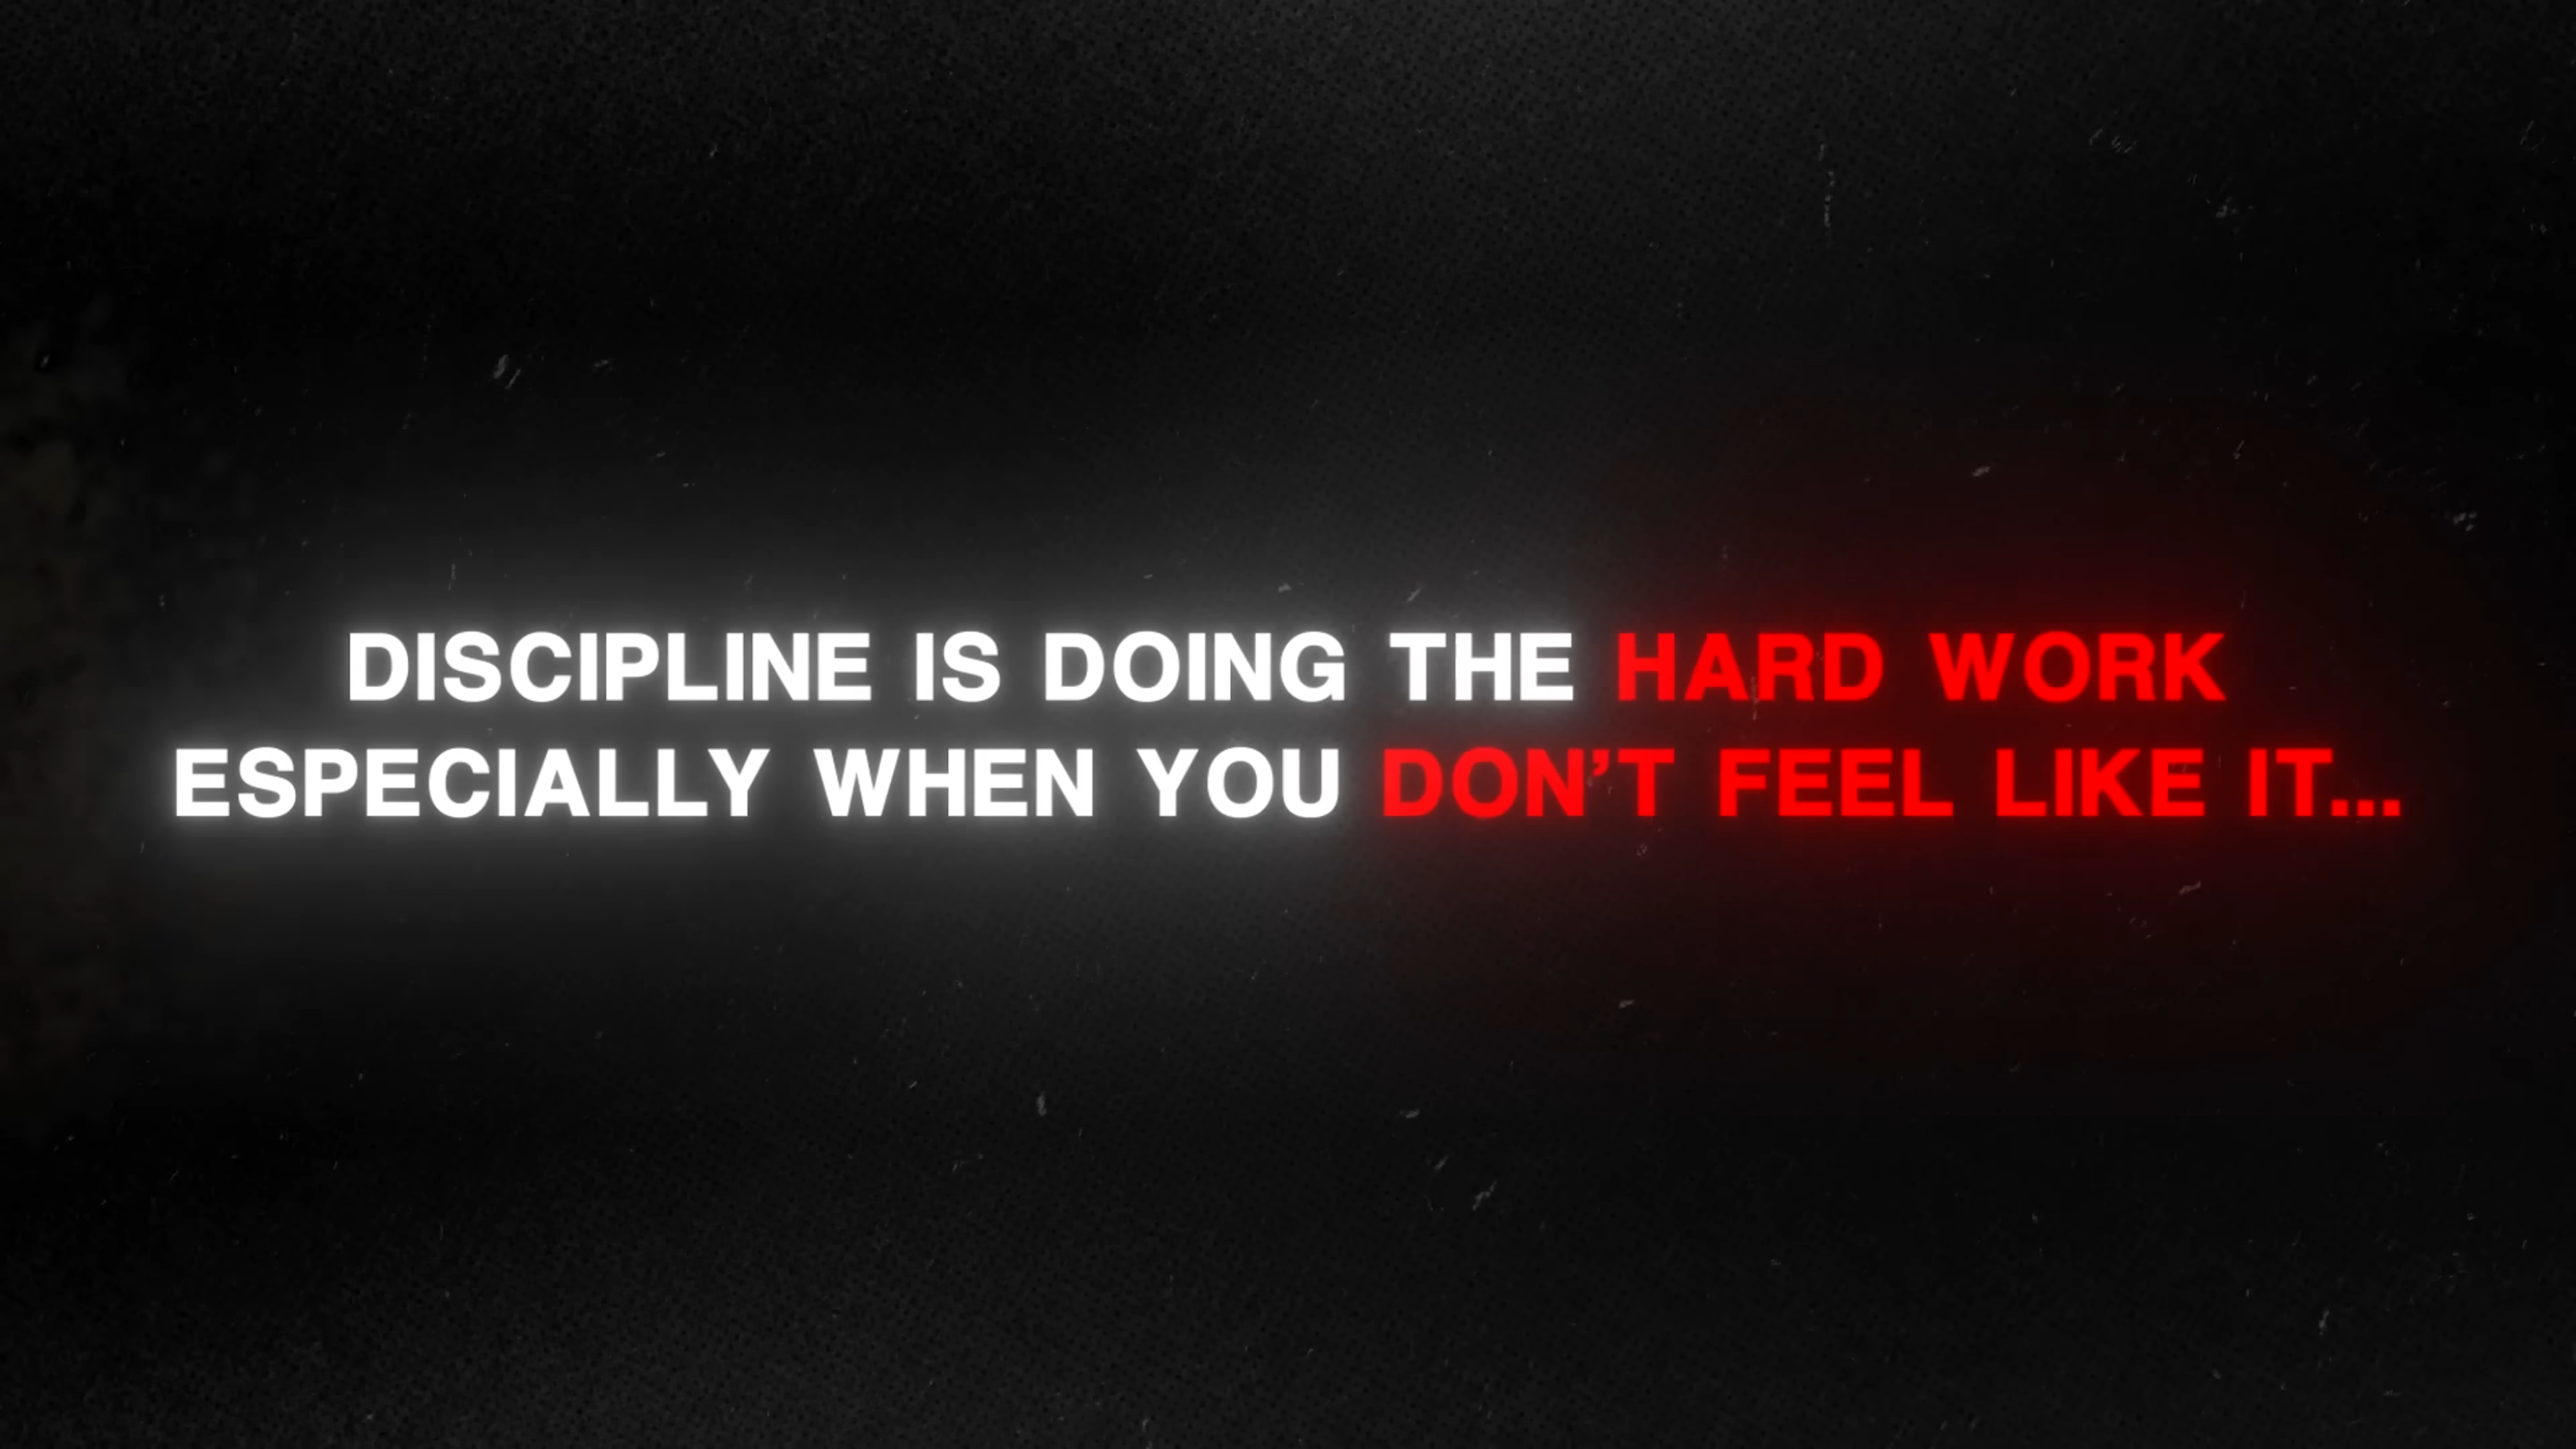 DISCIPLINE IS DOING THE HARD WORK
ESPECIALLY WHEN YOU DON’T FEEL LIKE IT...